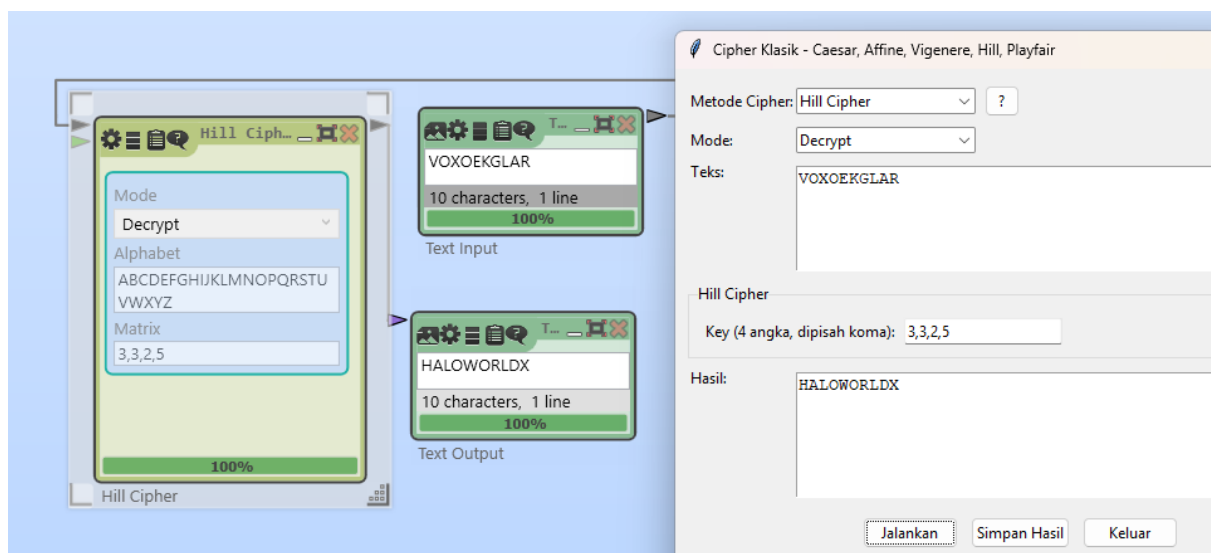 Hill Ciph...
Mode
Decrypt
Alphabet
ABCDEFGHIJKLMNOPQRSTU
VWXYZ
Matrix
3,3,2,5
100%
Hill Cipher
T...
VOXOEKGLAR
10 characters, 1 line
100%
Text Input
T...
HALOWORLDX
10 characters, 1 line
100%
Text Output
Cipher Klasik - Caesar, Affine, Vigenere, Hill, Playfair
Metode Cipher: Hill Cipher ?
Mode: Decrypt
Teks: VOXOEKGLAR
Hill Cipher
Key (4 angka, dipisah koma): 3,3,2,5
Hasil: HALOWORLDX
Jalankan Simpan Hasil Keluar